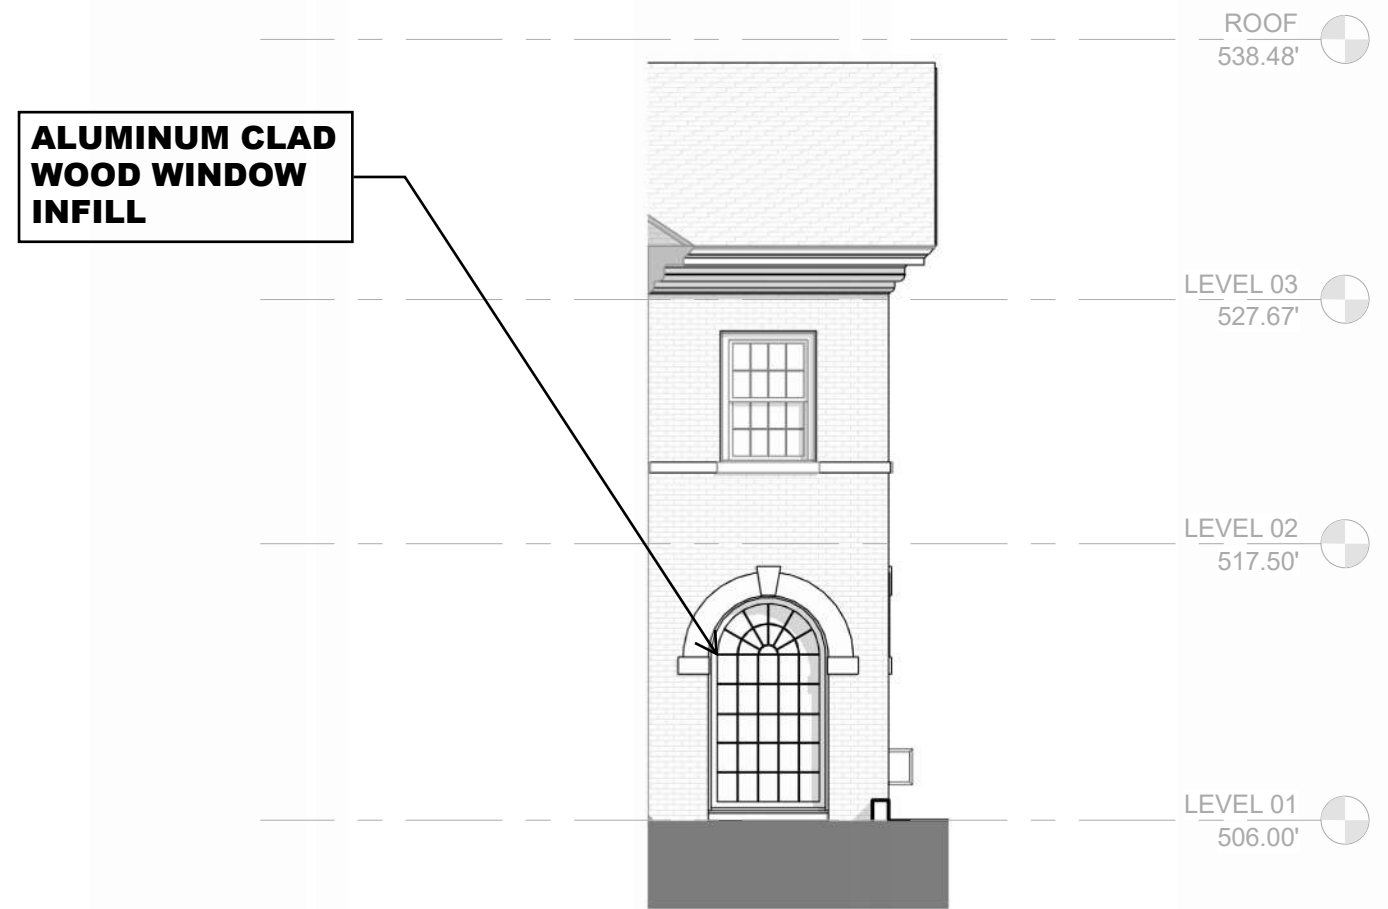 ROOF
538.48'
ALUMINUM CLAD
WOOD WINDOW
INFILL
LEVEL 03
527.67'
LEVEL 02
517.50'
LEVEL 01
506.00'